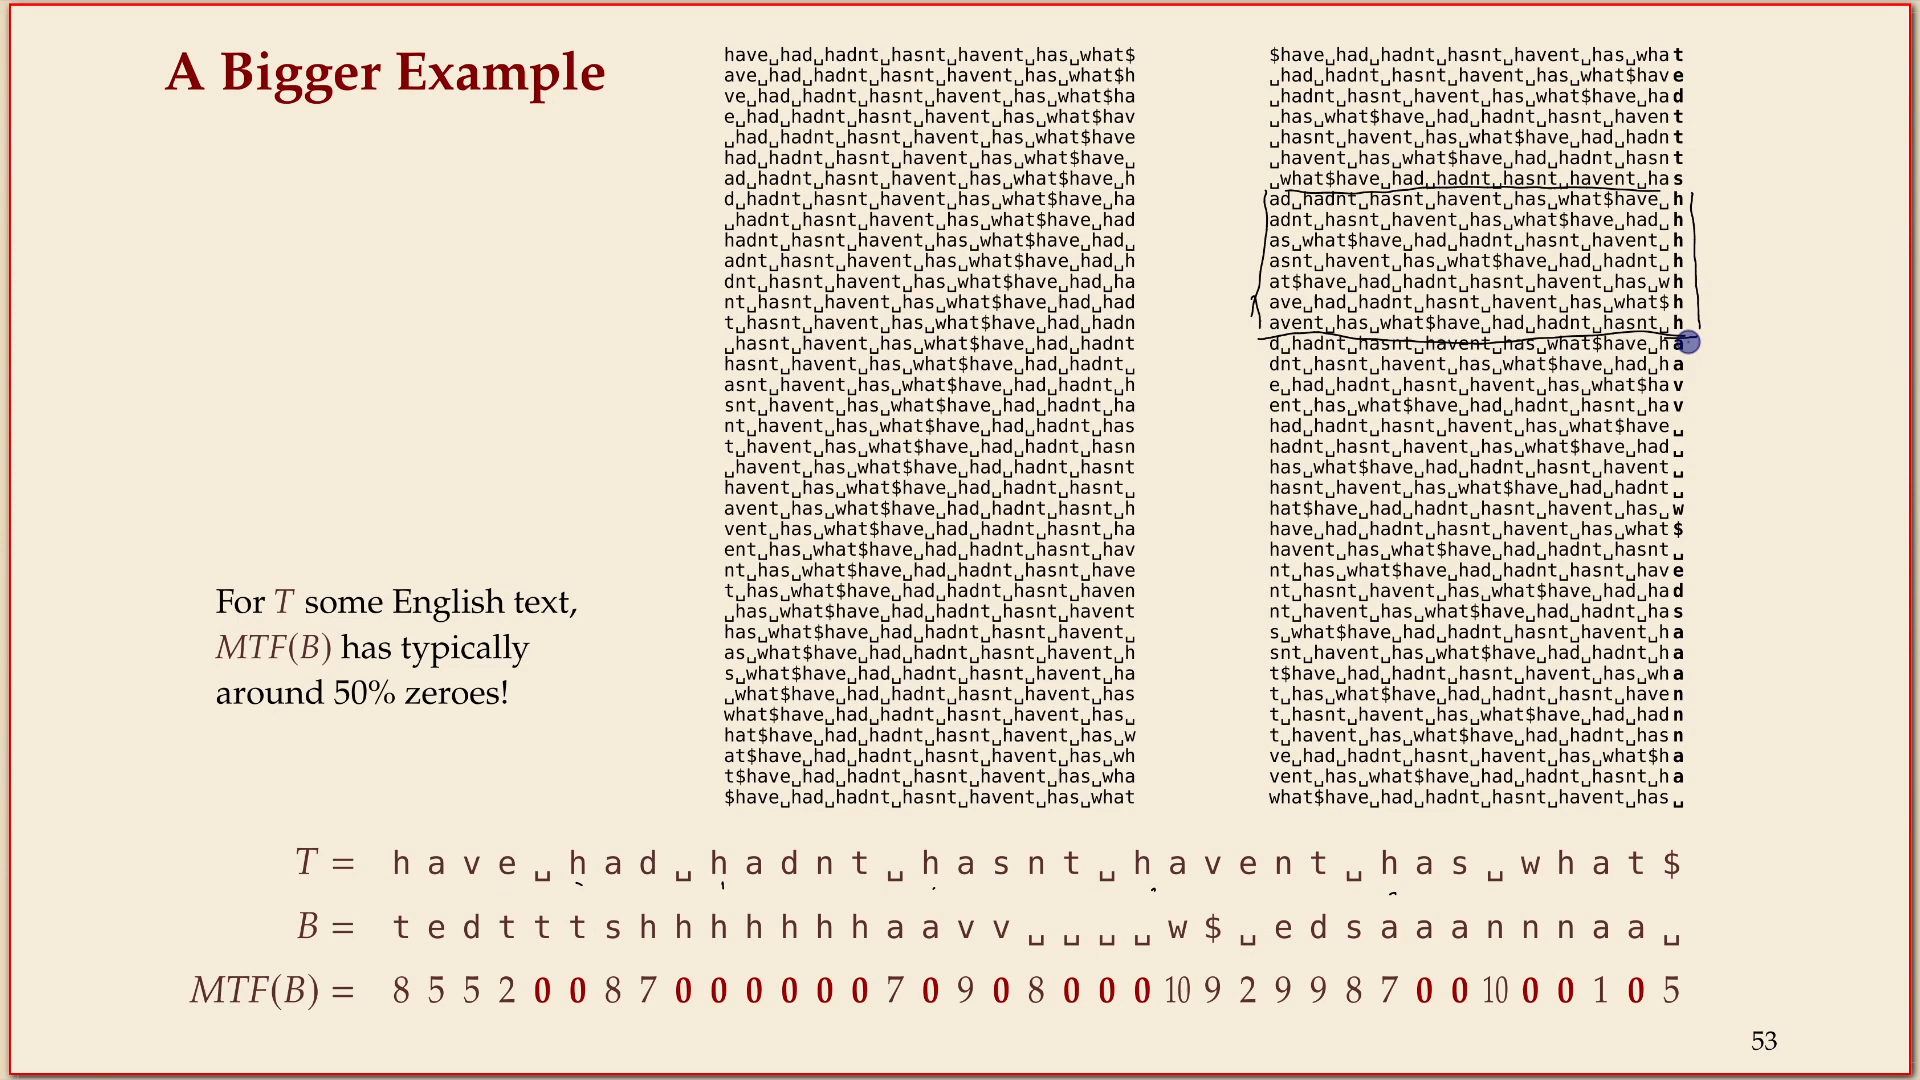 A Bigger Example
For T some English text,
MTF(B) has typically
around 50% zeroes!
have␣had␣hadnt␣hasnt␣havent␣has␣what$
ave␣had␣hadnt␣hasnt␣havent␣has␣what$h
ve␣had␣hadnt␣hasnt␣havent␣has␣what$ha
e␣had␣hadnt␣hasnt␣havent␣has␣what$hav
␣had␣hadnt␣hasnt␣havent␣has␣what$have
had␣hadnt␣hasnt␣havent␣has␣what$have␣
ad␣hadnt␣hasnt␣havent␣has␣what$have␣h
d␣hadnt␣hasnt␣havent␣has␣what$have␣ha
␣hadnt␣hasnt␣havent␣has␣what$have␣had
hadnt␣hasnt␣havent␣has␣what$have␣had␣
adnt␣hasnt␣havent␣has␣what$have␣had␣h
dnt␣hasnt␣havent␣has␣what$have␣had␣ha
nt␣hasnt␣havent␣has␣what$have␣had␣had
t␣hasnt␣havent␣has␣what$have␣had␣hadn
␣hasnt␣havent␣has␣what$have␣had␣hadnt
hasnt␣havent␣has␣what$have␣had␣hadnt␣
asnt␣havent␣has␣what$have␣had␣hadnt␣h
snt␣havent␣has␣what$have␣had␣hadnt␣ha
nt␣havent␣has␣what$have␣had␣hadnt␣has
t␣havent␣has␣what$have␣had␣hadnt␣hasn
␣havent␣has␣what$have␣had␣hadnt␣hasnt
havent␣has␣what$have␣had␣hadnt␣hasnt␣
avent␣has␣what$have␣had␣hadnt␣hasnt␣h
vent␣has␣what$have␣had␣hadnt␣hasnt␣ha
ent␣has␣what$have␣had␣hadnt␣hasnt␣hav
nt␣has␣what$have␣had␣hadnt␣hasnt␣have
t␣has␣what$have␣had␣hadnt␣hasnt␣haven
␣has␣what$have␣had␣hadnt␣hasnt␣havent
has␣what$have␣had␣hadnt␣hasnt␣havent␣
as␣what$have␣had␣hadnt␣hasnt␣havent␣h
s␣what$have␣had␣hadnt␣hasnt␣havent␣ha
␣what$have␣had␣hadnt␣hasnt␣havent␣has
what$have␣had␣hadnt␣hasnt␣havent␣has␣
hat$have␣had␣hadnt␣hasnt␣havent␣has␣w
at$have␣had␣hadnt␣hasnt␣havent␣has␣wh
t$have␣had␣hadnt␣hasnt␣havent␣has␣wha
$have␣had␣hadnt␣hasnt␣havent␣has␣what
$have␣had␣hadnt␣hasnt␣havent␣has␣what
␣had␣hadnt␣hasnt␣havent␣has␣what$have
␣hadnt␣hasnt␣havent␣has␣what$have␣had
␣has␣what$have␣had␣hadnt␣hasnt␣havent
␣hasnt␣havent␣has␣what$have␣had␣hadnt
␣havent␣has␣what$have␣had␣hadnt␣hasnt
␣what$have␣had␣hadnt␣hasnt␣havent␣has
ad␣hadnt␣hasnt␣havent␣has␣what$have␣h
adnt␣hasnt␣havent␣has␣what$have␣had␣h
as␣what$have␣had␣hadnt␣hasnt␣havent␣h
asnt␣havent␣has␣what$have␣had␣hadnt␣h
at$have␣had␣hadnt␣hasnt␣havent␣has␣wh
ave␣had␣hadnt␣hasnt␣havent␣has␣what$h
avent␣has␣what$have␣had␣hadnt␣hasnt␣h
d␣hadnt␣hasnt␣havent␣has␣what$have␣ha
dnt␣hasnt␣havent␣has␣what$have␣had␣ha
e␣had␣hadnt␣hasnt␣havent␣has␣what$hav
ent␣has␣what$have␣had␣hadnt␣hasnt␣hav
had␣hadnt␣hasnt␣havent␣has␣what$have␣
hadnt␣hasnt␣havent␣has␣what$have␣had␣
has␣what$have␣had␣hadnt␣hasnt␣havent␣
hasnt␣havent␣has␣what$have␣had␣hadnt␣
hat$have␣had␣hadnt␣hasnt␣havent␣has␣w
have␣had␣hadnt␣hasnt␣havent␣has␣what$
havent␣has␣what$have␣had␣hadnt␣hasnt␣
nt␣has␣what$have␣had␣hadnt␣hasnt␣have
nt␣hasnt␣havent␣has␣what$have␣had␣had
nt␣havent␣has␣what$have␣had␣hadnt␣has
s␣what$have␣had␣hadnt␣hasnt␣havent␣ha
snt␣havent␣has␣what$have␣had␣hadnt␣ha
t$have␣had␣hadnt␣hasnt␣havent␣has␣wha
t␣has␣what$have␣had␣hadnt␣hasnt␣haven
t␣hasnt␣havent␣has␣what$have␣had␣hadn
t␣havent␣has␣what$have␣had␣hadnt␣hasn
ve␣had␣hadnt␣hasnt␣havent␣has␣what$ha
vent␣has␣what$have␣had␣hadnt␣hasnt␣ha
what$have␣had␣hadnt␣hasnt␣havent␣has␣
T = h a v e ␣ h a d ␣ h a d n t ␣ h a s n t ␣ h a v e n t ␣ h a s ␣ w h a t $
B = t e d t t t s h h h h h h h a a v v ␣ ␣ ␣ ␣ w $ ␣ e d s a a a n n n a a ␣
MTF(B) = 8 5 5 2 0 0 8 7 0 0 0 0 0 0 7 0 9 0 8 0 0 0 10 9 2 9 9 8 7 0 0 10 0 0 1 0 5
53